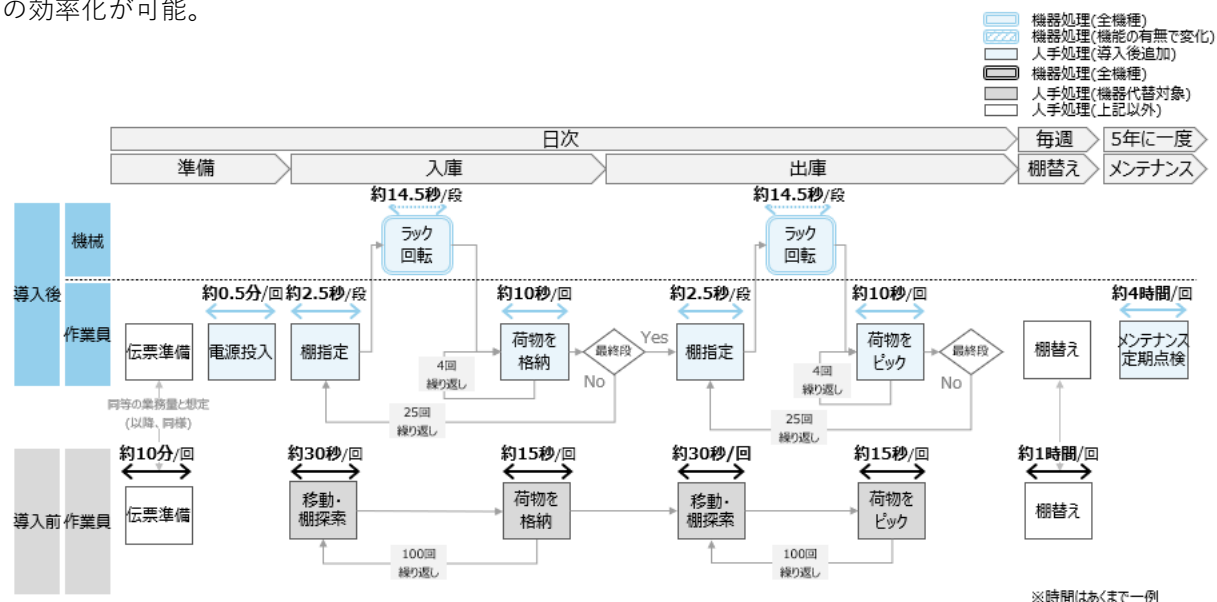 の効率化が可能。
機器処理(全機種)
機器処理(機能の有無で変化)
人手処理(導入後追加)
機器処理(全機種)
人手処理(機器代替対象)
人手処理(上記以外)
日次
毎週
5年に一度
準備
入庫
出庫
棚替え
メンテナンス
約14.5秒/段
約14.5秒/段
導入後
機械
ラック
回転
ラック
回転
作業員
約0.5分/回
約2.5秒/段
約10秒/回
約2.5秒/段
約10秒/回
約4時間/回
伝票準備
電源投入
棚指定
荷物を
格納
最終段
Yes
No
棚指定
荷物を
ピック
最終段
No
棚替え
メンテナンス
定期点検
4回
繰り返し
4回
繰り返し
25回
繰り返し
25回
繰り返し
同等の業務量と想定
(以降、同様)
導入前
作業員
約10分/回
約30秒/回
約15秒/回
約30秒/回
約15秒/回
約1時間/回
伝票準備
移動・
棚探索
荷物を
格納
移動・
棚探索
荷物を
ピック
棚替え
100回
繰り返し
100回
繰り返し
※時間はあくまで一例